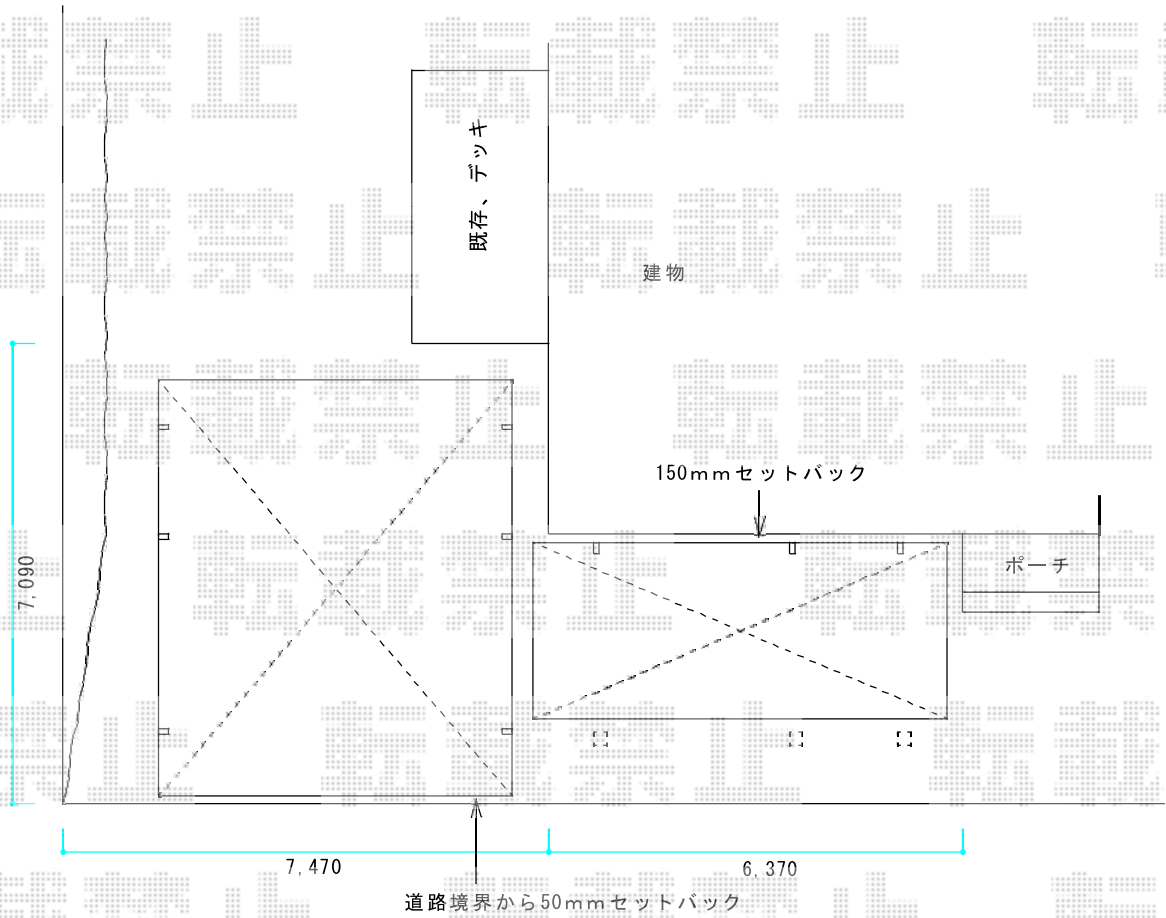 転載禁止
既存、デッキ
建物
150mmセットバック
ポーチ
7,090
7,470
6,370
道路境界から50mmセットバック